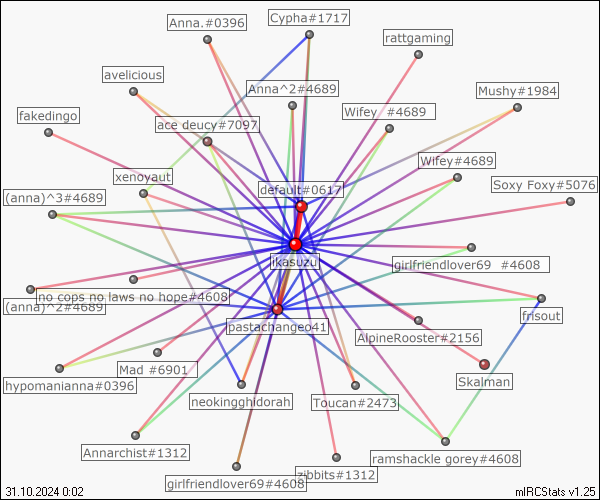 Cypha#1717
Anna.#0396
rattgaming
avelicious
Anna^2#4689
Mushy#1984
Wifey #4689
fakedingo
ace deucy#7097
Wifey#4689
xenoyaut
default#0617
Soxy Foxy#5076
(anna)^3#4689
ikasuzu
girlfriendlover69 #4608
no cops no laws no hope#4608
(anna)^2#4689
frisout
pastachangeo41
AlpineRooster#2156
Mad #6901
hypomanianna#0396
Skalman
neokingghidorah
Toucan#2473
Annarchist#1312
ramshackle gorey#4608
zibbits#1312
girlfriendlover69#4608
31.10.2024 0:02
mIRCStats v1.25